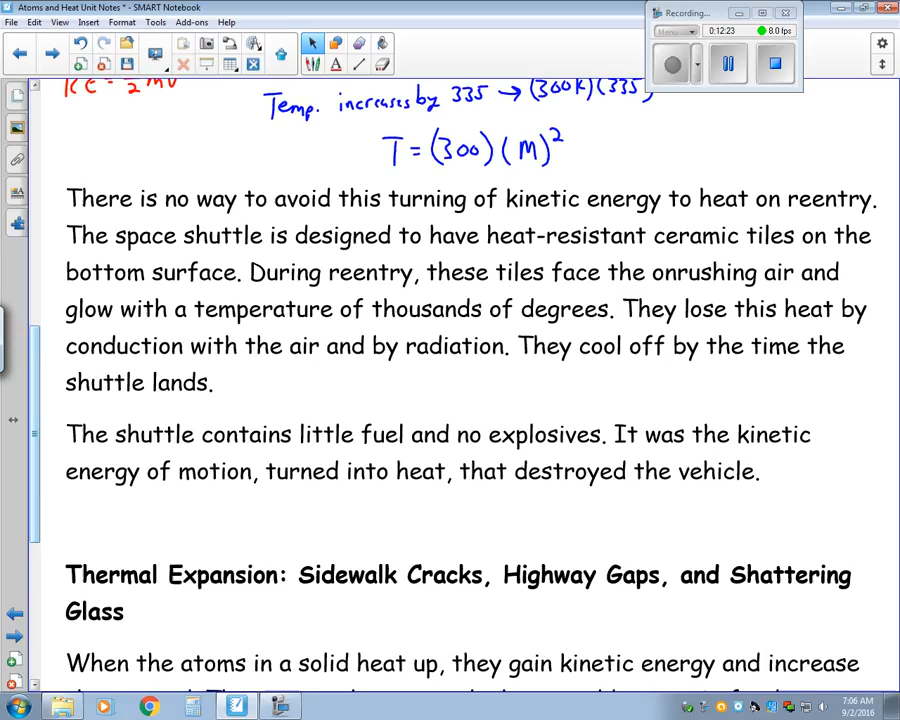 Atoms and Heat Unit Notes * - SMART Notebook
File Edit View Insert Format Tools Add-ons Help
Recording...
Menu 0:12:23 8.0 fps
KE = 1/2 mv
Temp. increases by 335 → (300K)(335)
T = (300)(M)²
There is no way to avoid this turning of kinetic energy to heat on reentry.
The space shuttle is designed to have heat-resistant ceramic tiles on the
bottom surface. During reentry, these tiles face the onrushing air and
glow with a temperature of thousands of degrees. They lose this heat by
conduction with the air and by radiation. They cool off by the time the
shuttle lands.
The shuttle contains little fuel and no explosives. It was the kinetic
energy of motion, turned into heat, that destroyed the vehicle.
Thermal Expansion: Sidewalk Cracks, Highway Gaps, and Shattering
Glass
When the atoms in a solid heat up, they gain kinetic energy and increase
7:06 AM
9/2/2016